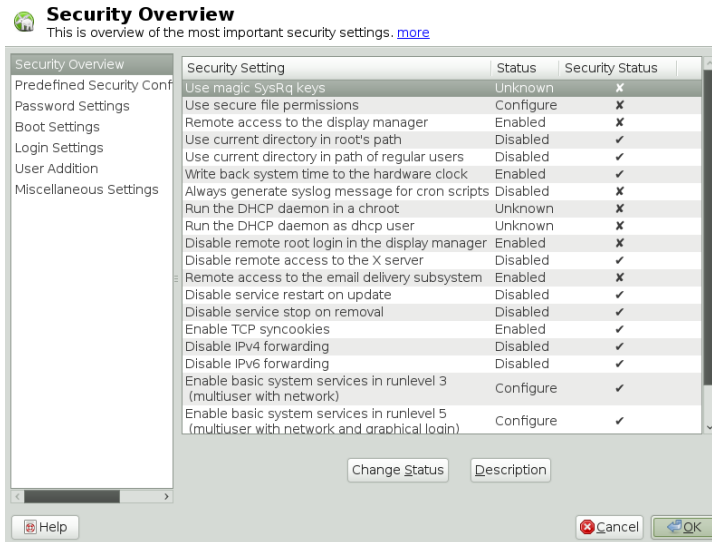 Security Overview
This is overview of the most important security settings. more
Security Overview
Predefined Security Conf
Password Settings
Boot Settings
Login Settings
User Addition
Miscellaneous Settings
Security Setting Status Security Status
Use magic SysRq keys Unknown ✘
Use secure file permissions Configure ✘
Remote access to the display manager Enabled ✘
Use current directory in root's path Disabled ✔
Use current directory in path of regular users Disabled ✔
Write back system time to the hardware clock Enabled ✔
Always generate syslog message for cron scripts Disabled ✘
Run the DHCP daemon in a chroot Unknown ✘
Run the DHCP daemon as dhcp user Unknown ✘
Disable remote root login in the display manager Enabled ✘
Disable remote access to the X server Disabled ✔
Remote access to the email delivery subsystem Enabled ✘
Disable service restart on update Disabled ✔
Disable service stop on removal Disabled ✔
Enable TCP syncookies Enabled ✔
Disable IPv4 forwarding Disabled ✔
Disable IPv6 forwarding Disabled ✔
Enable basic system services in runlevel 3
(multiuser with network) Configure ✔
Enable basic system services in runlevel 5
(multiuser with network and graphical login) Configure ✔
Change Status Description
Help Cancel OK